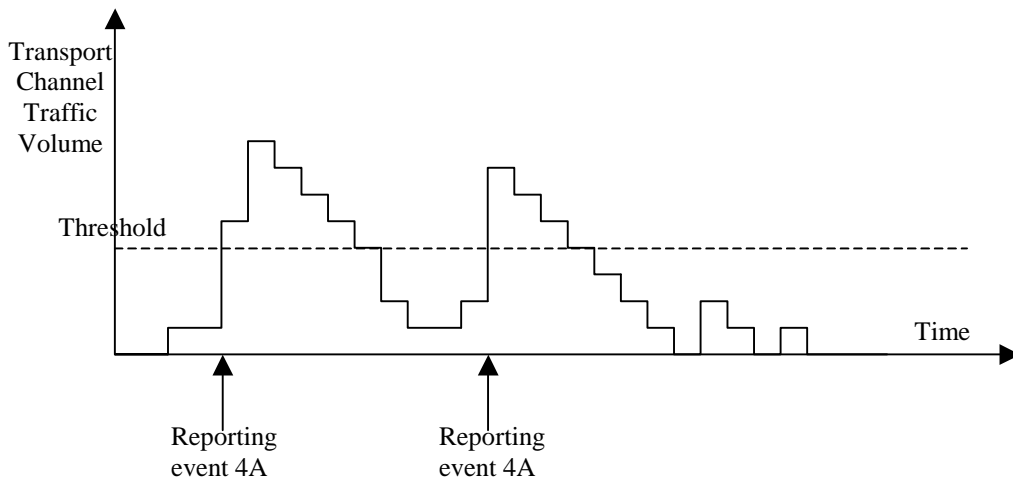 Transport
Channel
Traffic
Volume
Threshold
Time
Reporting
event 4A
Reporting
event 4A